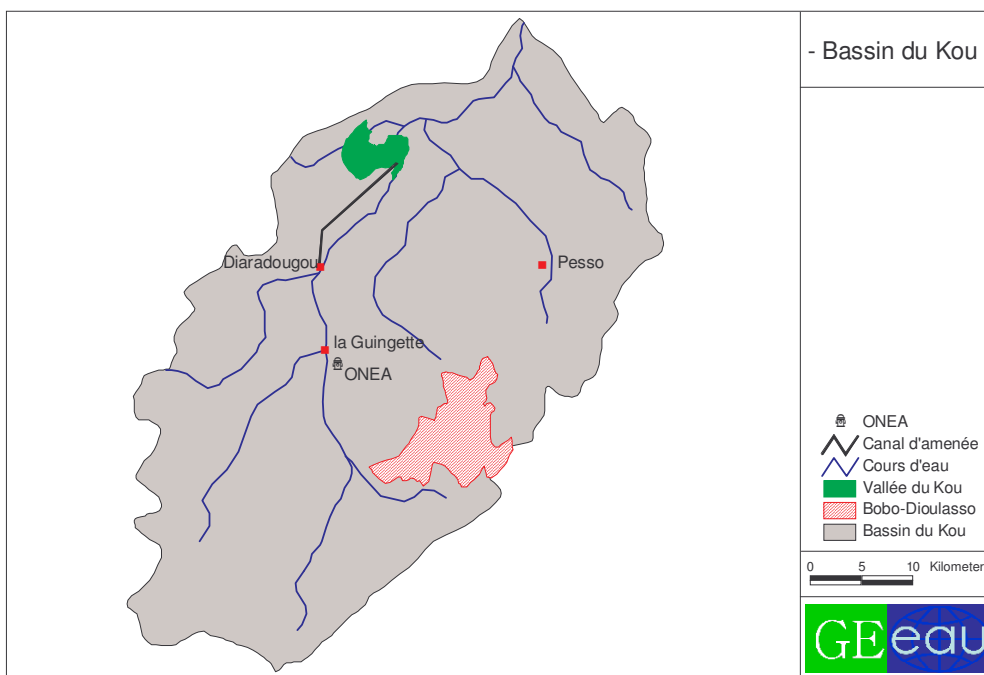 - Bassin du Kou
Diaradougou
Pesso
la Guingette
ONEA
ONEA
Canal d'amenée
Cours d'eau
Vallée du Kou
Bobo-Dioulasso
Bassin du Kou
0 5 10 Kilometer
GEeau